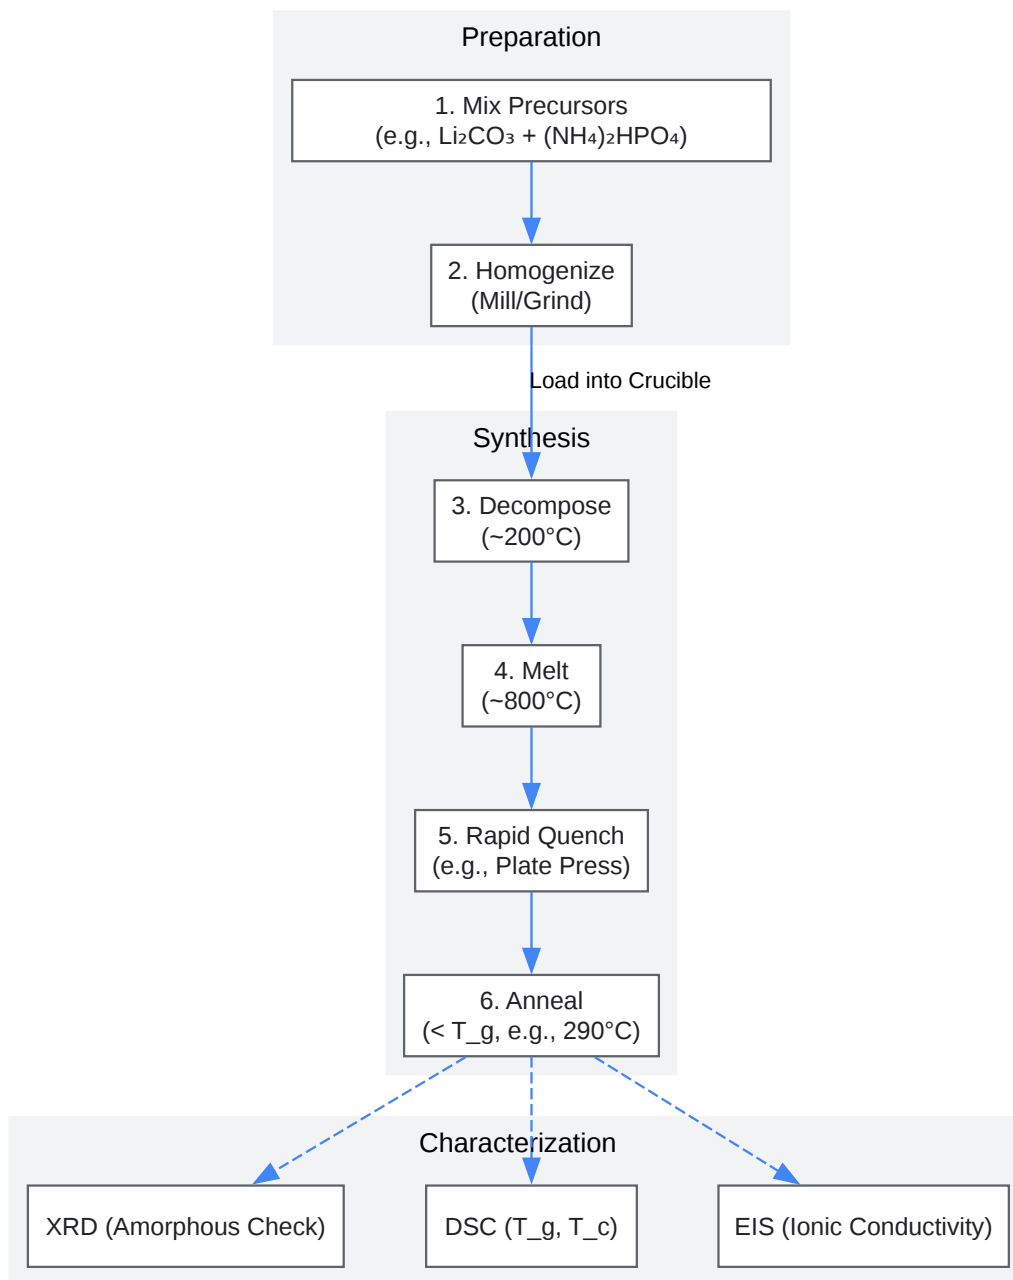 Preparation
1. Mix Precursors
(e.g., Li₂CO₃ + (NH₄)₂HPO₄)
2. Homogenize
(Mill/Grind)
Load into Crucible
Synthesis
3. Decompose
(~200°C)
4. Melt
(~800°C)
5. Rapid Quench
(e.g., Plate Press)
6. Anneal
(< T_g, e.g., 290°C)
Characterization
XRD (Amorphous Check)
DSC (T_g, T_c)
EIS (Ionic Conductivity)